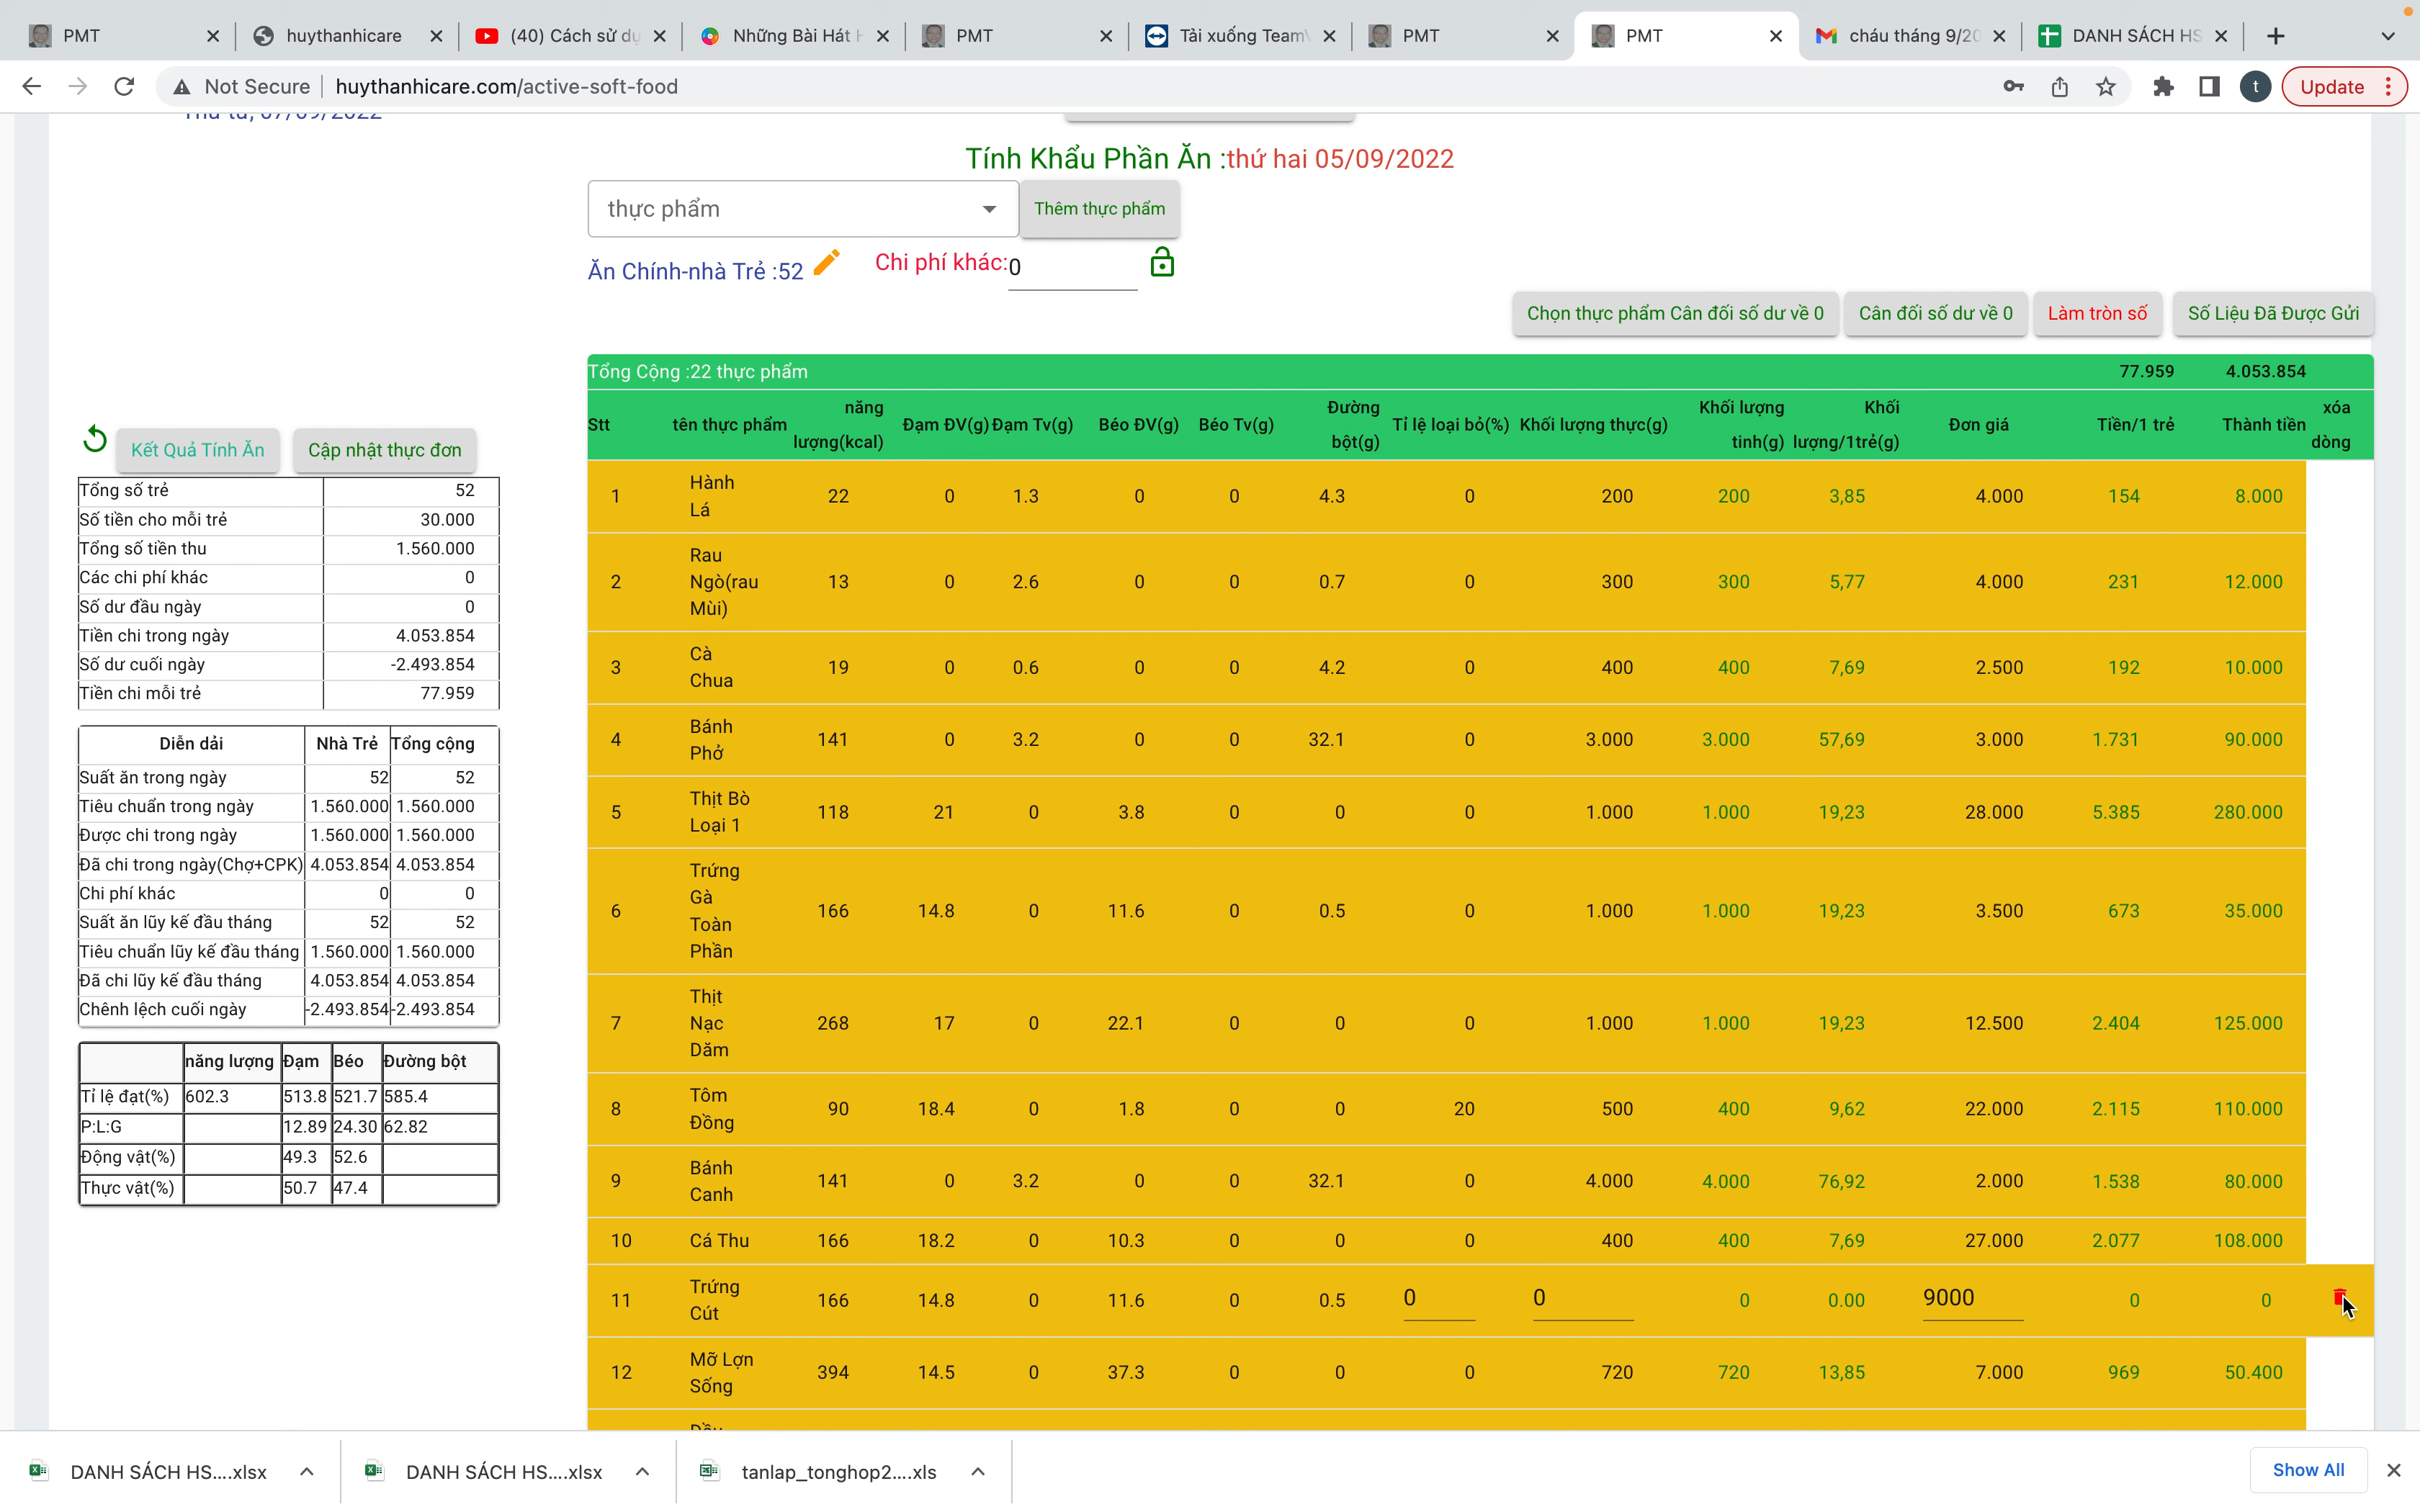 PMT
huythanhicare
(40) Cách sử dụ
Những Bài Hát H
PMT
Tải xuống TeamV
PMT
PMT
cháu tháng 9/20
DANH SÁCH HS
Not Secure huythanhicare.com/active-soft-food
t
Update
Thứ tư, 07/09/2022
Tính Khẩu Phần Ăn :thứ hai 05/09/2022
thực phẩm
Thêm thực phẩm
Ăn Chính-nhà Trẻ :52
Chi phí khác:0
Chọn thực phẩm Cân đối số dư về 0
Cân đối số dư về 0
Làm tròn số
Số Liệu Đã Được Gửi
Kết Quả Tính Ăn
Cập nhật thực đơn
Tổng số trẻ 52
Số tiền cho mỗi trẻ 30.000
Tổng số tiền thu 1.560.000
Các chi phí khác 0
Số dư đầu ngày 0
Tiền chi trong ngày 4.053.854
Số dư cuối ngày -2.493.854
Tiền chi mỗi trẻ 77.959
Diễn dải Nhà Trẻ Tổng cộng
Suất ăn trong ngày 52 52
Tiêu chuẩn trong ngày 1.560.000 1.560.000
Được chi trong ngày 1.560.000 1.560.000
Đã chi trong ngày(Chợ+CPK) 4.053.854 4.053.854
Chi phí khác 0 0
Suất ăn lũy kế đầu tháng 52 52
Tiêu chuẩn lũy kế đầu tháng 1.560.000 1.560.000
Đã chi lũy kế đầu tháng 4.053.854 4.053.854
Chênh lệch cuối ngày -2.493.854 -2.493.854
năng lượng Đạm Béo Đường bột
Tỉ lệ đạt(%) 602.3 513.8 521.7 585.4
P:L:G 12.89 24.30 62.82
Động vật(%) 49.3 52.6
Thực vật(%) 50.7 47.4
Tổng Cộng :22 thực phẩm 77.959 4.053.854
Stt tên thực phẩm năng lượng(kcal) Đạm ĐV(g) Đạm Tv(g) Béo ĐV(g) Béo Tv(g) Đường bột(g) Tỉ lệ loại bỏ(%) Khối lượng thực(g) Khối lượng tinh(g) Khối lượng/1trẻ(g) Đơn giá Tiền/1 trẻ Thành tiền xóa dòng
1 Hành Lá 22 0 1.3 0 0 4.3 0 200 200 3,85 4.000 154 8.000
2 Rau Ngò(rau Mùi) 13 0 2.6 0 0 0.7 0 300 300 5,77 4.000 231 12.000
3 Cà Chua 19 0 0.6 0 0 4.2 0 400 400 7,69 2.500 192 10.000
4 Bánh Phở 141 0 3.2 0 0 32.1 0 3.000 3.000 57,69 3.000 1.731 90.000
5 Thịt Bò Loại 1 118 21 0 3.8 0 0 0 1.000 1.000 19,23 28.000 5.385 280.000
6 Trứng Gà Toàn Phần 166 14.8 0 11.6 0 0.5 0 1.000 1.000 19,23 3.500 673 35.000
7 Thịt Nạc Dăm 268 17 0 22.1 0 0 0 1.000 1.000 19,23 12.500 2.404 125.000
8 Tôm Đồng 90 18.4 0 1.8 0 0 20 500 400 9,62 22.000 2.115 110.000
9 Bánh Canh 141 0 3.2 0 0 32.1 0 4.000 4.000 76,92 2.000 1.538 80.000
10 Cá Thu 166 18.2 0 10.3 0 0 0 400 400 7,69 27.000 2.077 108.000
11 Trứng Cút 166 14.8 0 11.6 0 0.5 0 0 0 0.00 9000 0 0
12 Mỡ Lợn Sống 394 14.5 0 37.3 0 0 0 720 720 13,85 7.000 969 50.400
DANH SÁCH HS....xlsx
DANH SÁCH HS....xlsx
tanlap_tonghop2....xls
Show All